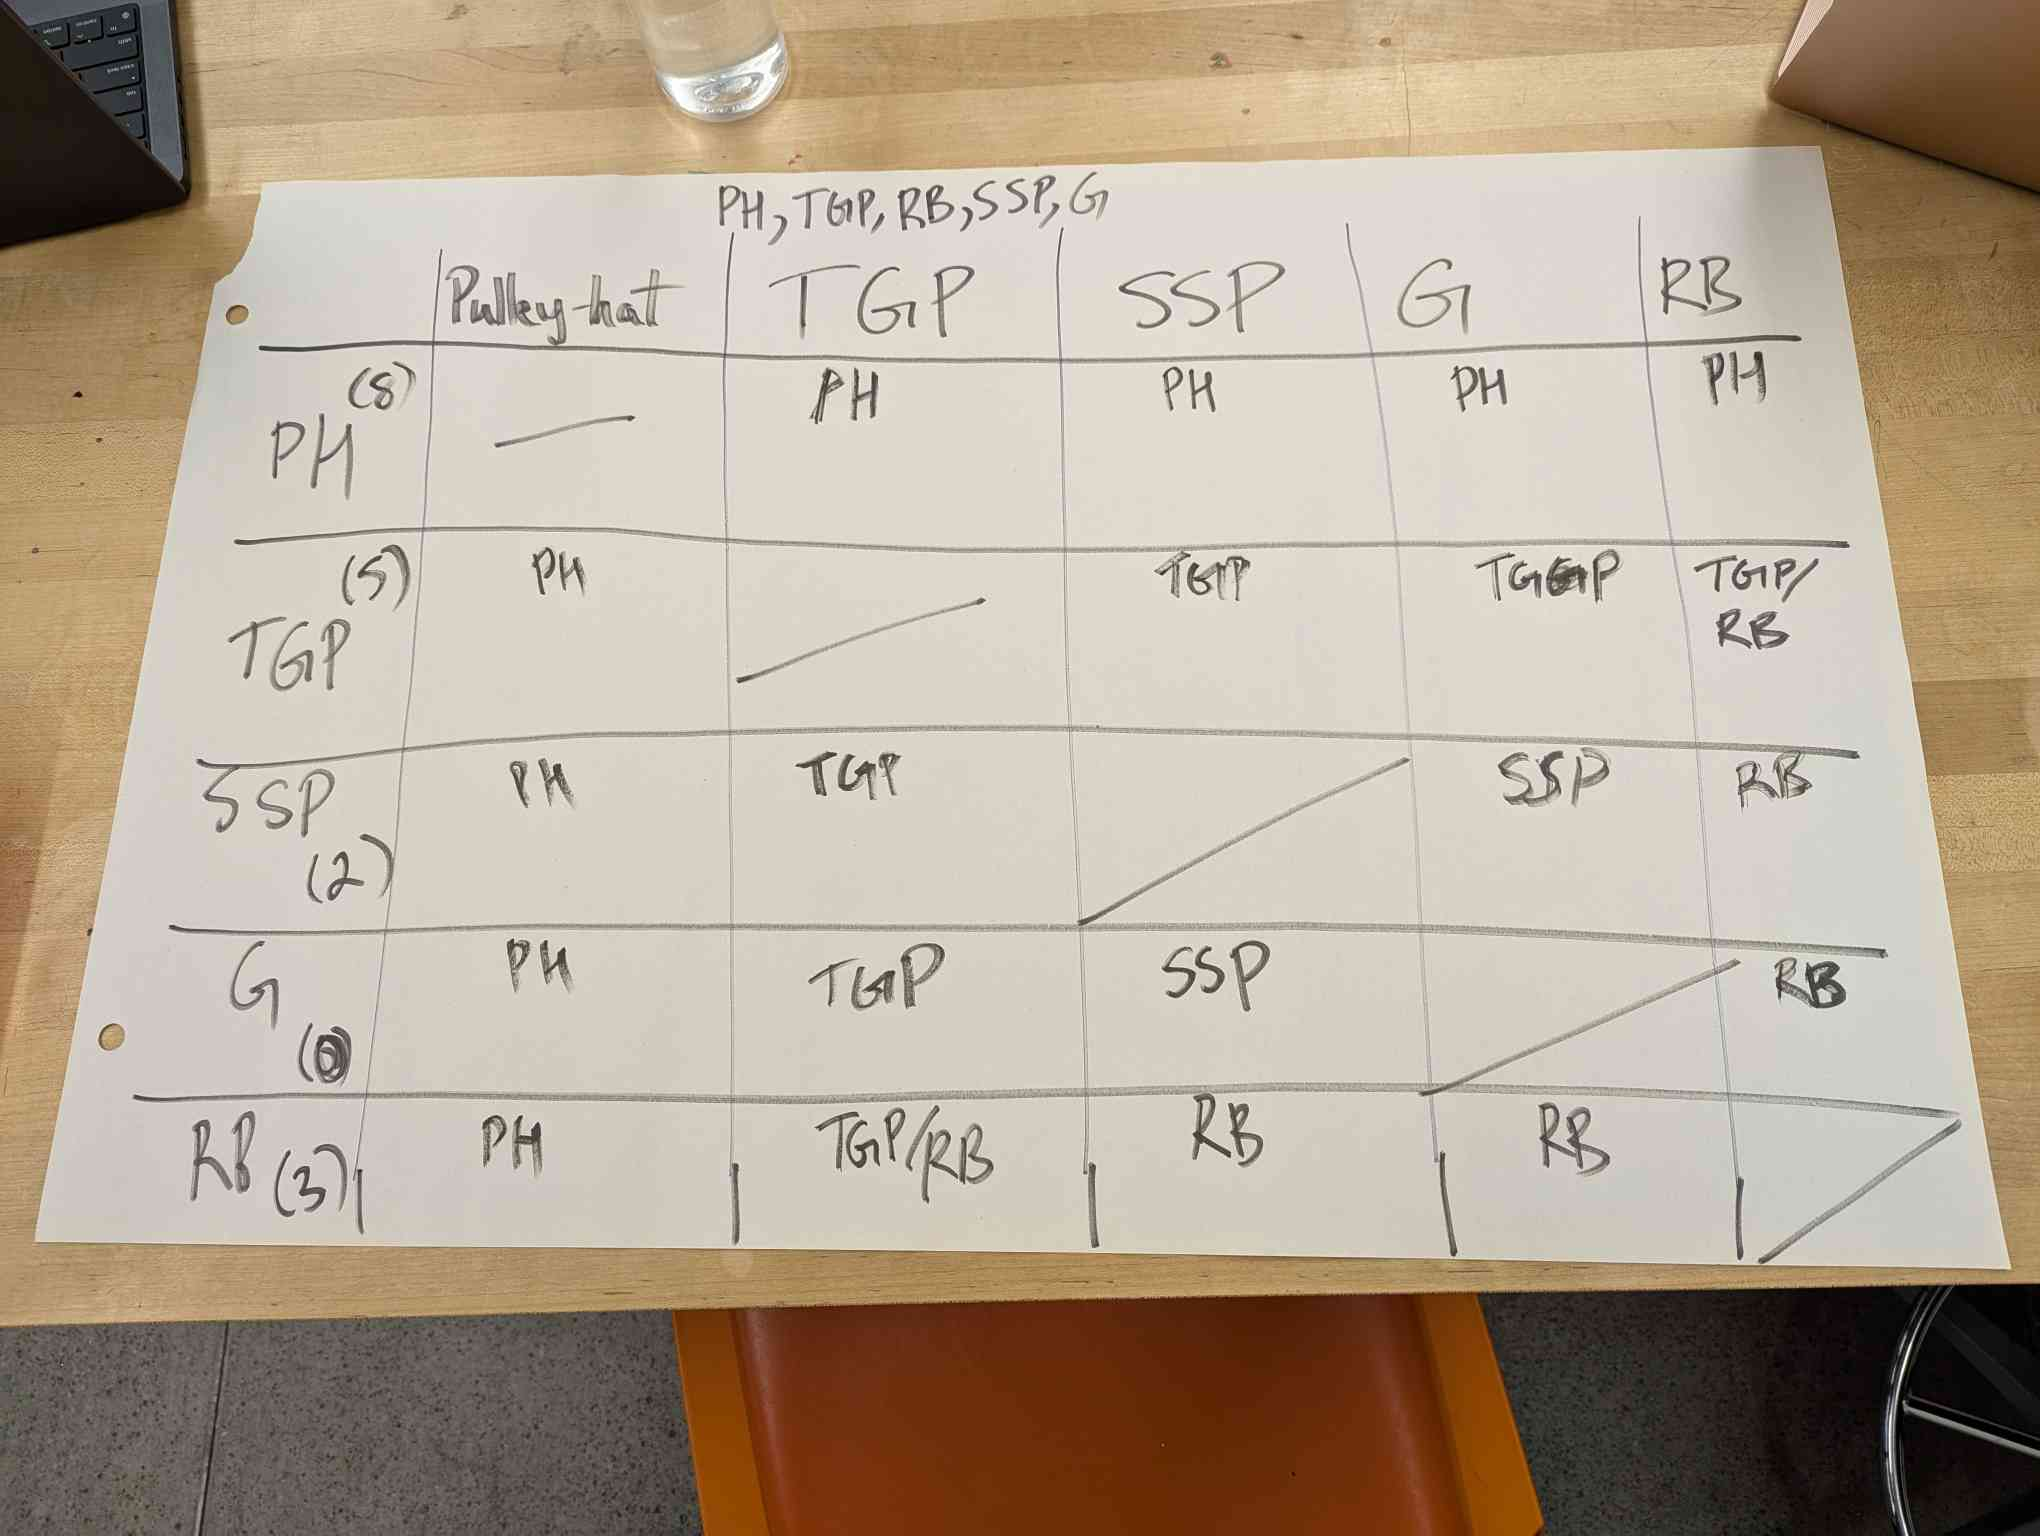 PH, TGP, RB, SSP, G
Pulley-hat TGP SSP G RB
PH (8) PH PH PH PH
TGP (5) PH TGP TGGP TGP/
RB
SSP (2) PH TGP SSP RB
G (0) PH TGP SSP RB
RB (3) PH TGP/RB RB RB